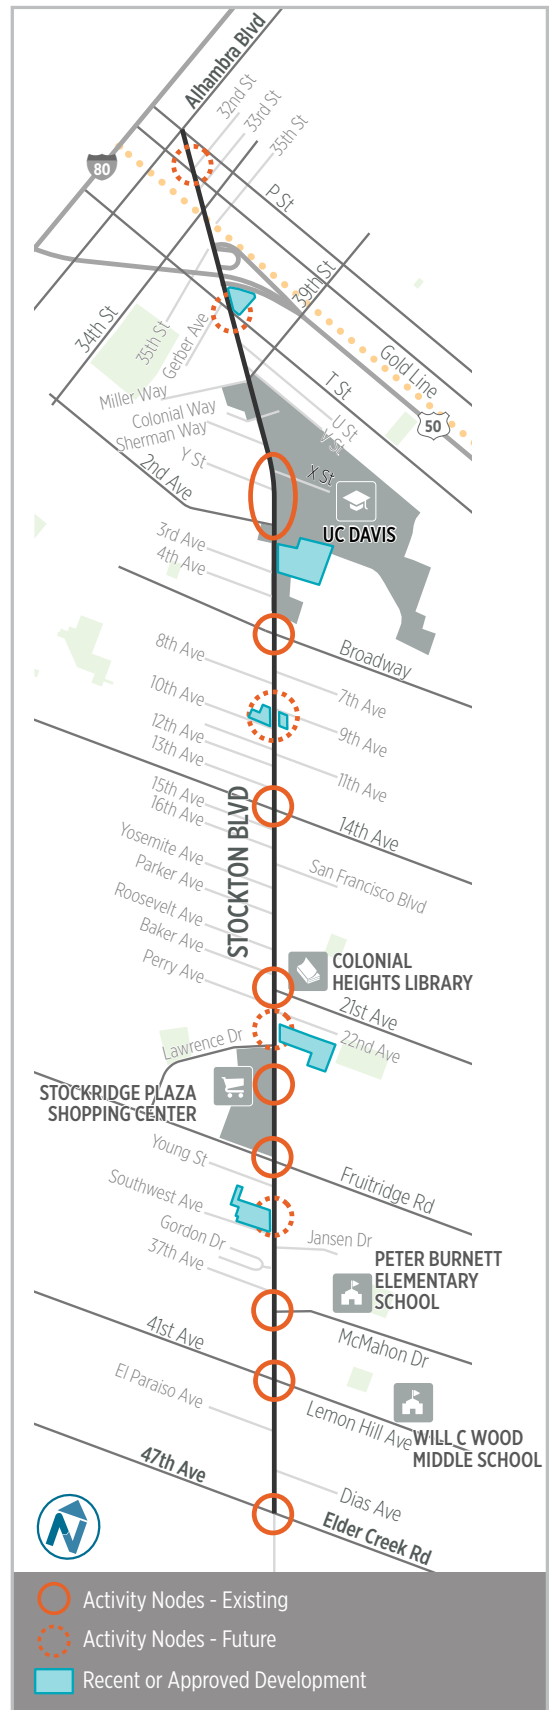 Alhambra Blvd
32nd St
33rd St
35th St
80
P St
39th St
34th St
35th St
Gerber Ave
Gold Line
T St
50
Miller Way
Colonial Way
Sherman Way
U St
V St
Y St
X St
2nd Ave
UC DAVIS
3rd Ave
4th Ave
Broadway
8th Ave
7th Ave
10th Ave
9th Ave
12th Ave
13th Ave
11th Ave
15th Ave
16th Ave
14th Ave
STOCKTON BLVD
Yosemite Ave
Parker Ave
San Francisco Blvd
Roosevelt Ave
Baker Ave
Perry Ave
COLONIAL
HEIGHTS LIBRARY
21st Ave
22nd Ave
Lawrence Dr
STOCKRIDGE PLAZA
SHOPPING CENTER
Young St
Fruitridge Rd
Southwest Ave
Gordon Dr
37th Ave
Jansen Dr
PETER BURNETT
ELEMENTARY
SCHOOL
McMahon Dr
41st Ave
El Paraiso Ave
Lemon Hill Ave
WILL C WOOD
MIDDLE SCHOOL
47th Ave
Dias Ave
Elder Creek Rd
N
Activity Nodes - Existing
Activity Nodes - Future
Recent or Approved Development